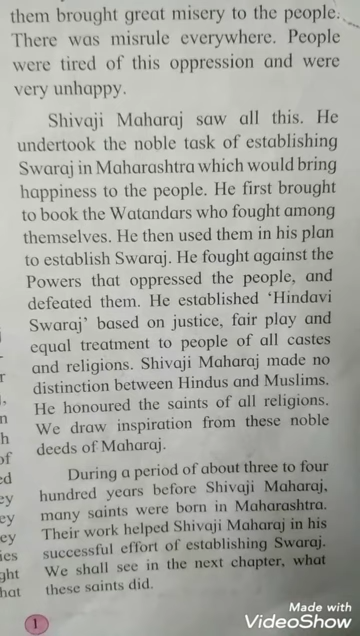 them brought great misery to the people.
There was misrule everywhere. People
were tired of this oppression and were
very unhappy.
Shivaji Maharaj saw all this. He
undertook the noble task of establishing
Swaraj in Maharashtra which would bring
happiness to the people. He first brought
to book the Watandars who fought among
themselves. He then used them in his plan
to establish Swaraj. He fought against the
Powers that oppressed the people, and
defeated them. He established ‘Hindavi
Swaraj’ based on justice, fair play and
equal treatment to people of all castes
and religions. Shivaji Maharaj made no
distinction between Hindus and Muslims.
He honoured the saints of all religions.
We draw inspiration from these noble
deeds of Maharaj.
During a period of about three to four
hundred years before Shivaji Maharaj,
many saints were born in Maharashtra.
Their work helped Shivaji Maharaj in his
successful effort of establishing Swaraj.
We shall see in the next chapter, what
these saints did.
1
Made with
VideoShow